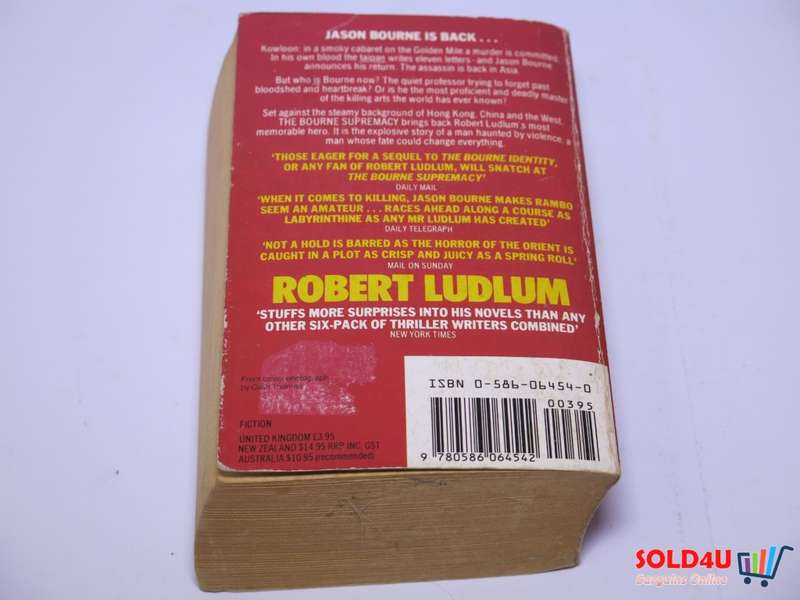 JASON BOURNE IS BACK . . .
Kowloon: in a smoky cabaret on the Golden Mile a murder is committed.
In his own blood the taipan writes eleven letters - and Jason Bourne
announces his return. The assassin is back in Asia.
But who is Bourne now? The quiet professor trying to forget past
bloodshed and heartbreak? Or is he the most proficient and deadly master
of the killing arts the world has ever known?
Set against the steamy background of Hong Kong, China and the West,
THE BOURNE SUPREMACY brings back Robert Ludlum's most
memorable hero. It is the explosive story of a man haunted by violence, a
man whose fate could change everything.
'THOSE EAGER FOR A SEQUEL TO THE BOURNE IDENTITY,
OR ANY FAN OF ROBERT LUDLUM, WILL SNATCH AT
THE BOURNE SUPREMACY'
DAILY MAIL
'WHEN IT COMES TO KILLING, JASON BOURNE MAKES RAMBO
SEEM AN AMATEUR . . . RACES AHEAD ALONG A COURSE AS
LABYRINTHINE AS ANY MR LUDLUM HAS CREATED'
DAILY TELEGRAPH
'NOT A HOLD IS BARRED AS THE HORROR OF THE ORIENT IS
CAUGHT IN A PLOT AS CRISP AND JUICY AS A SPRING ROLL'
MAIL ON SUNDAY
ROBERT LUDLUM
'STUFFS MORE SURPRISES INTO HIS NOVELS THAN ANY
OTHER SIX-PACK OF THRILLER WRITERS COMBINED'
NEW YORK TIMES
Front cover photograph
by
FICTION
UNITED KINGDOM £3.95
NEW ZEALAND $14.95 RRP INC. GST
AUSTRALIA $10.95 (recommended)
ISBN 0-586-06454-0
00395
9 780586 064542
SOLD4U
Bargains Online